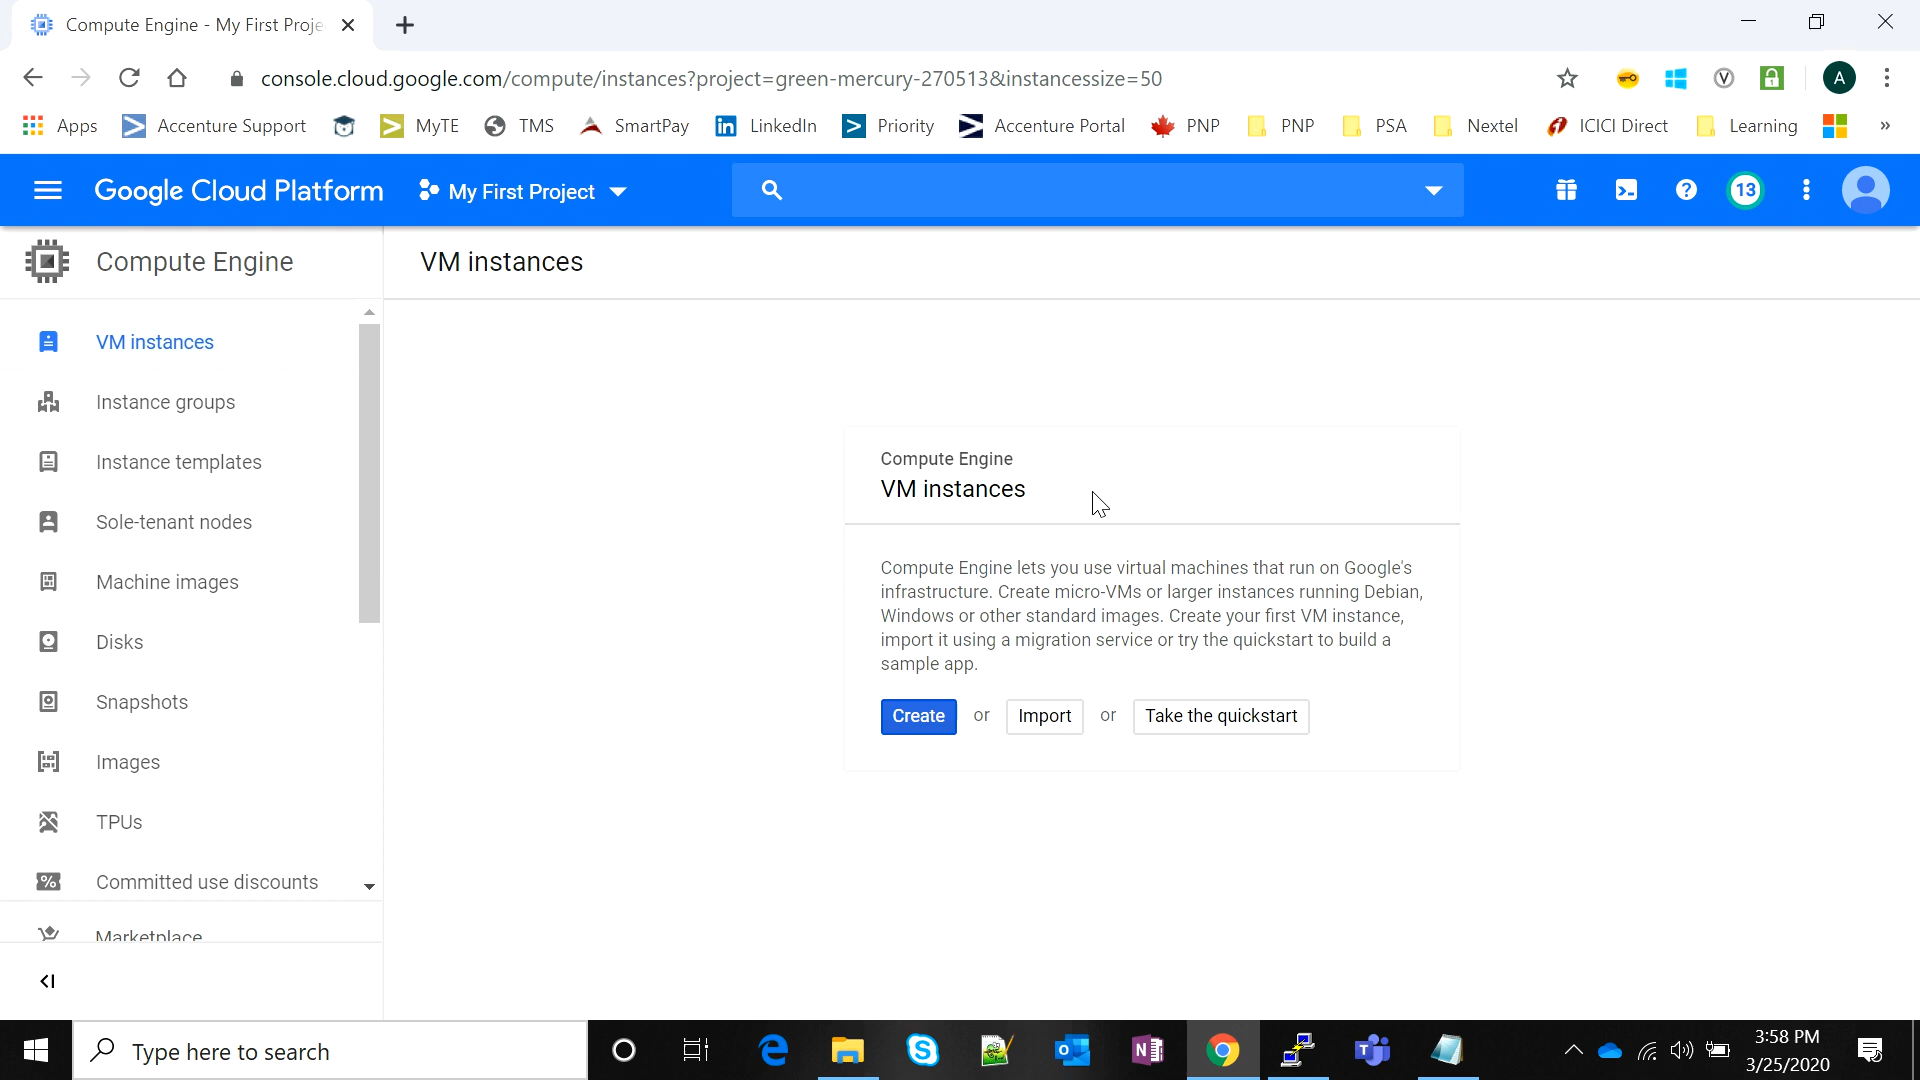 Compute Engine - My First Proje
console.cloud.google.com/compute/instances?project=green-mercury-270513&instancessize=50
A
Apps
Accenture Support
MyTE
TMS
SmartPay
LinkedIn
Priority
Accenture Portal
PNP
PNP
PSA
Nextel
ICICI Direct
Learning
»
Google Cloud Platform
My First Project
13
Compute Engine
VM instances
VM instances
Instance groups
Instance templates
Sole-tenant nodes
Machine images
Disks
Snapshots
Images
TPUs
Committed use discounts
Marketplace
Compute Engine
VM instances
Compute Engine lets you use virtual machines that run on Google's
infrastructure. Create micro-VMs or larger instances running Debian,
Windows or other standard images. Create your first VM instance,
import it using a migration service or try the quickstart to build a
sample app.
Create or Import or Take the quickstart
Type here to search
3:58 PM
3/25/2020